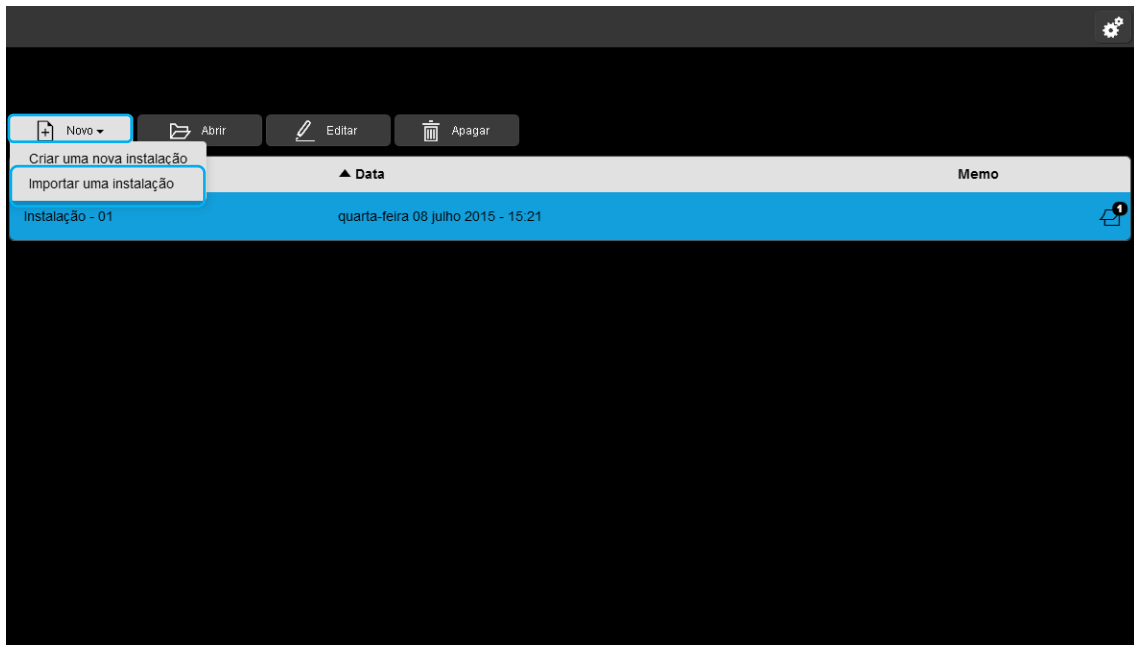 Novo Abrir Editar Apagar
Criar uma nova instalação
Importar uma instalação
Data Memo
Instalação - 01 quarta-feira 08 julho 2015 - 15:21 1